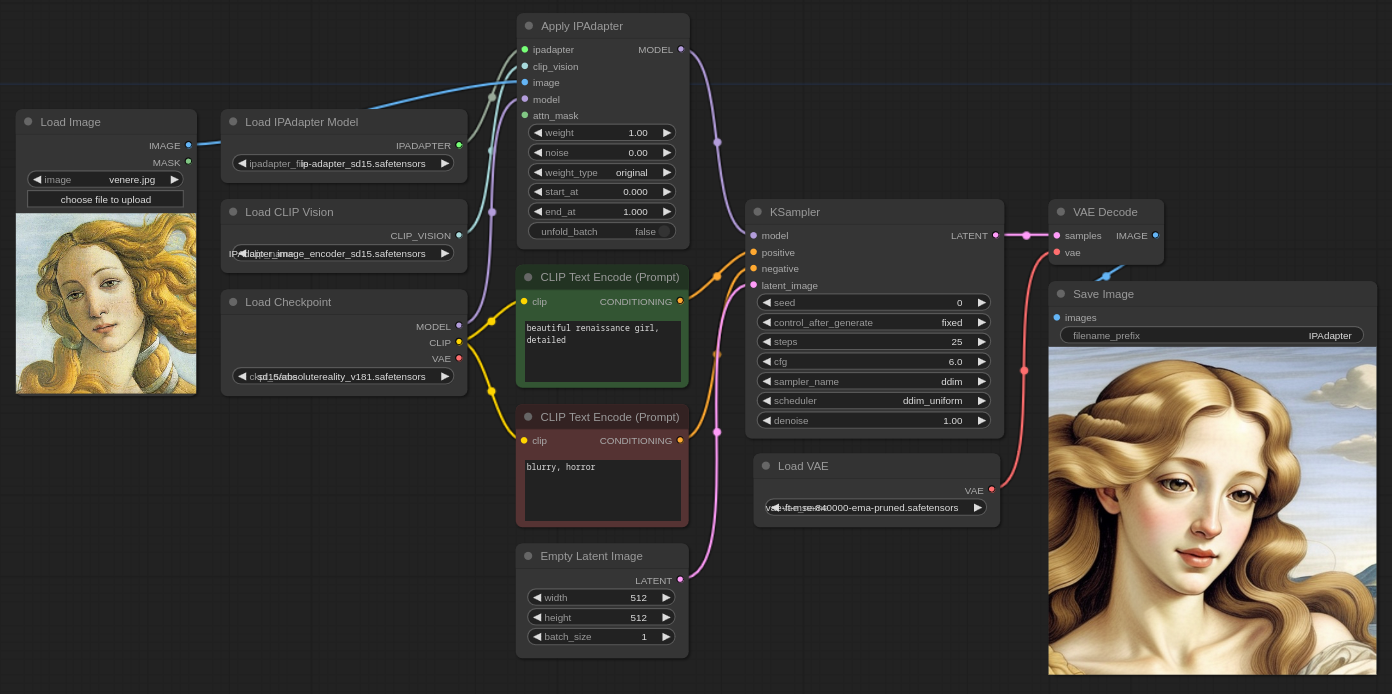 Load Image
IMAGE
MASK
image venere.jpg
choose file to upload
Load IPAdapter Model
IPADAPTER
ip-adapter_sd15.safetensors
Load CLIP Vision
CLIP_VISION
IPAdapter_image_encoder_sd15.safetensors
Load Checkpoint
MODEL
CLIP
VAE
sd15/absolutereality_v181.safetensors
Apply IPAdapter
ipadapter MODEL
clip_vision
image
model
attn_mask
weight 1.00
noise 0.00
weight_type original
start_at 0.000
end_at 1.000
unfold_batch false
CLIP Text Encode (Prompt)
clip CONDITIONING
beautiful renaissance girl,
detailed
CLIP Text Encode (Prompt)
clip CONDITIONING
blurry, horror
Empty Latent Image
LATENT
width 512
height 512
batch_size 1
KSampler
model LATENT
positive
negative
latent_image
seed 0
control_after_generate fixed
steps 25
cfg 6.0
sampler_name ddim
scheduler ddim_uniform
denoise 1.00
Load VAE
VAE
vae-ft-mse-840000-ema-pruned.safetensors
VAE Decode
samples IMAGE
vae
Save Image
images
filename_prefix IPAdapter